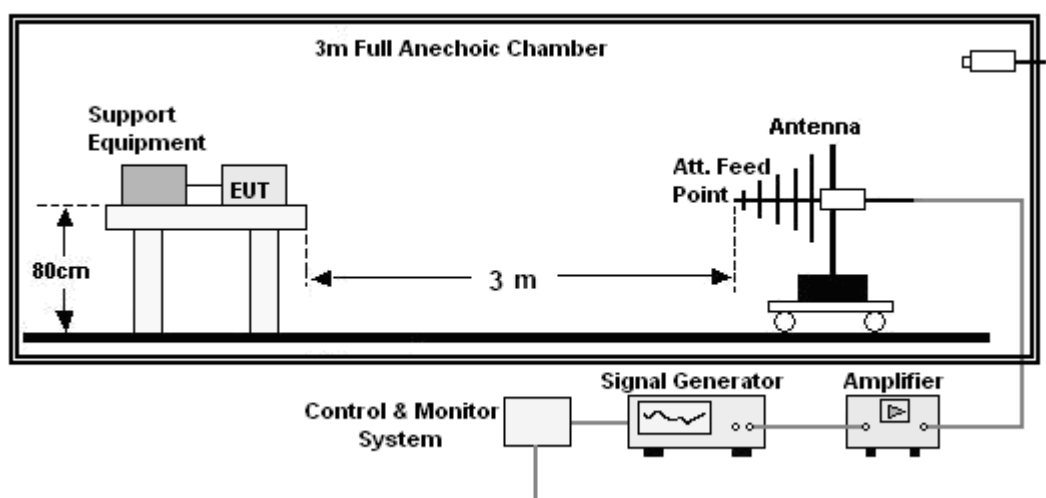 3m Full Anechoic Chamber
Support
Equipment
EUT
80cm
3 m
Antenna
Att. Feed
Point
Signal Generator
Amplifier
Control & Monitor
System